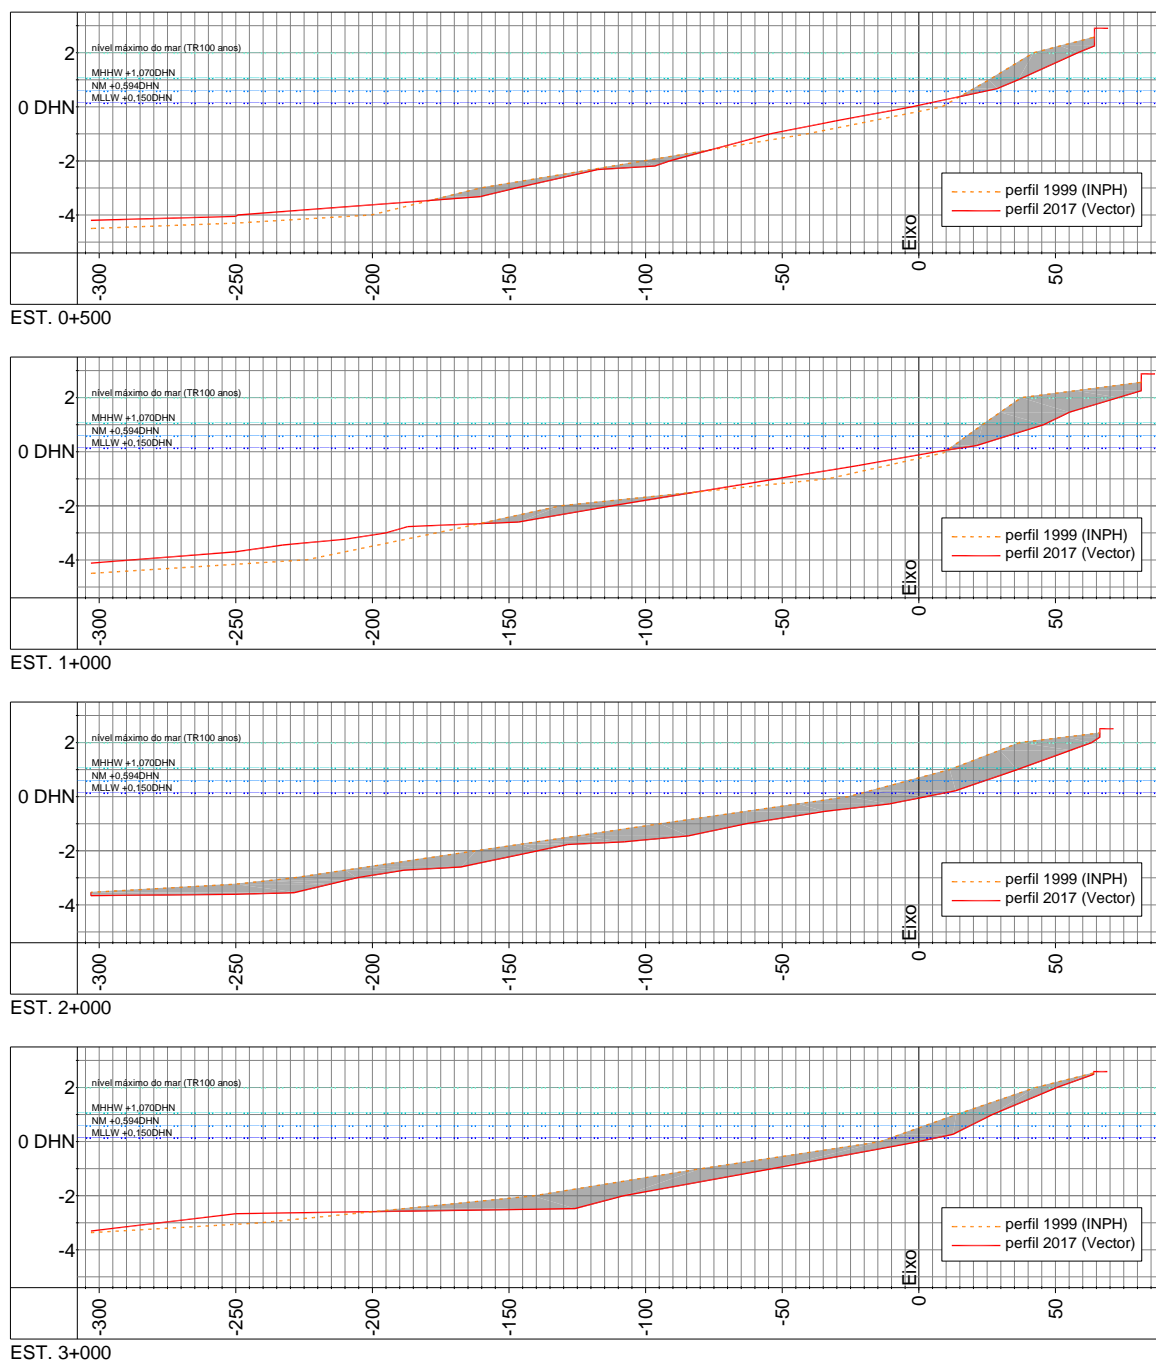 nível máximo do mar (TR100 anos)
2
MHHW +1,070DHN
NM +0,594DHN
MLLW +0,150DHN
0 DHN
-2
-4
perfil 1999 (INPH)
perfil 2017 (Vector)
Eixo
-300 -250 -200 -150 -100 -50 0 50
EST. 0+500
nível máximo do mar (TR100 anos)
2
MHHW +1,070DHN
NM +0,594DHN
MLLW +0,150DHN
0 DHN
-2
-4
perfil 1999 (INPH)
perfil 2017 (Vector)
Eixo
-300 -250 -200 -150 -100 -50 0 50
EST. 1+000
nível máximo do mar (TR100 anos)
2
MHHW +1,070DHN
NM +0,594DHN
MLLW +0,150DHN
0 DHN
-2
-4
perfil 1999 (INPH)
perfil 2017 (Vector)
Eixo
-300 -250 -200 -150 -100 -50 0 50
EST. 2+000
nível máximo do mar (TR100 anos)
2
MHHW +1,070DHN
NM +0,594DHN
MLLW +0,150DHN
0 DHN
-2
-4
perfil 1999 (INPH)
perfil 2017 (Vector)
Eixo
-300 -250 -200 -150 -100 -50 0 50
EST. 3+000